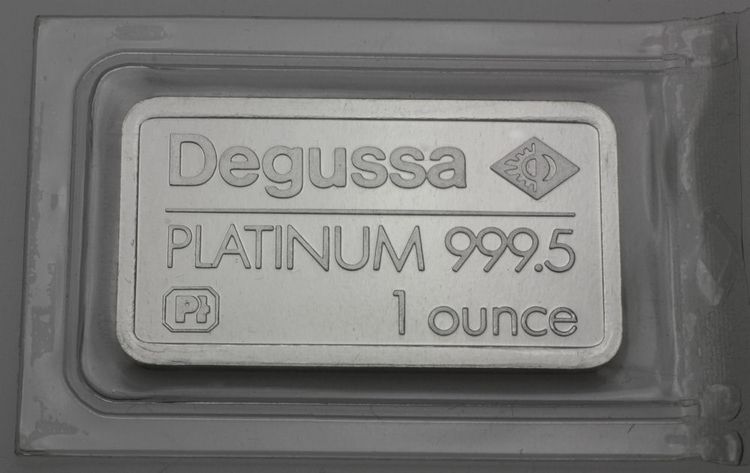 Degussa
PLATINUM 999.5
Pt
1 ounce